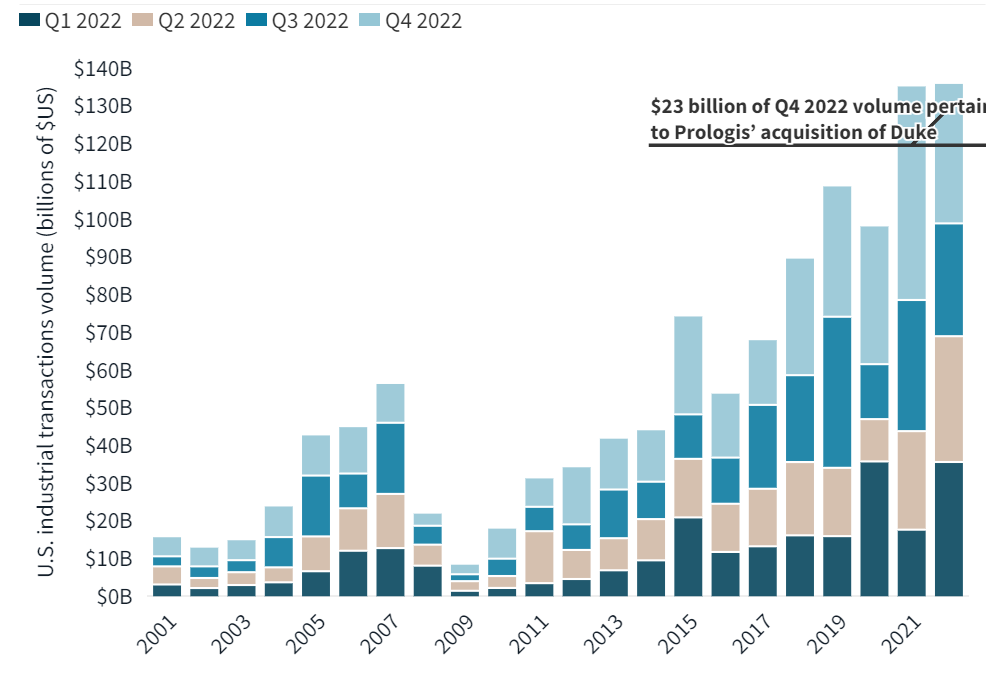 Q1 2022 Q2 2022 Q3 2022 Q4 2022
U.S. industrial transactions volume (billions of $US)
$140B
$130B
$120B
$110B
$100B
$90B
$80B
$70B
$60B
$50B
$40B
$30B
$20B
$10B
$0B
$23 billion of Q4 2022 volume pertain
to Prologis’ acquisition of Duke
2001 2003 2005 2007 2009 2011 2013 2015 2017 2019 2021